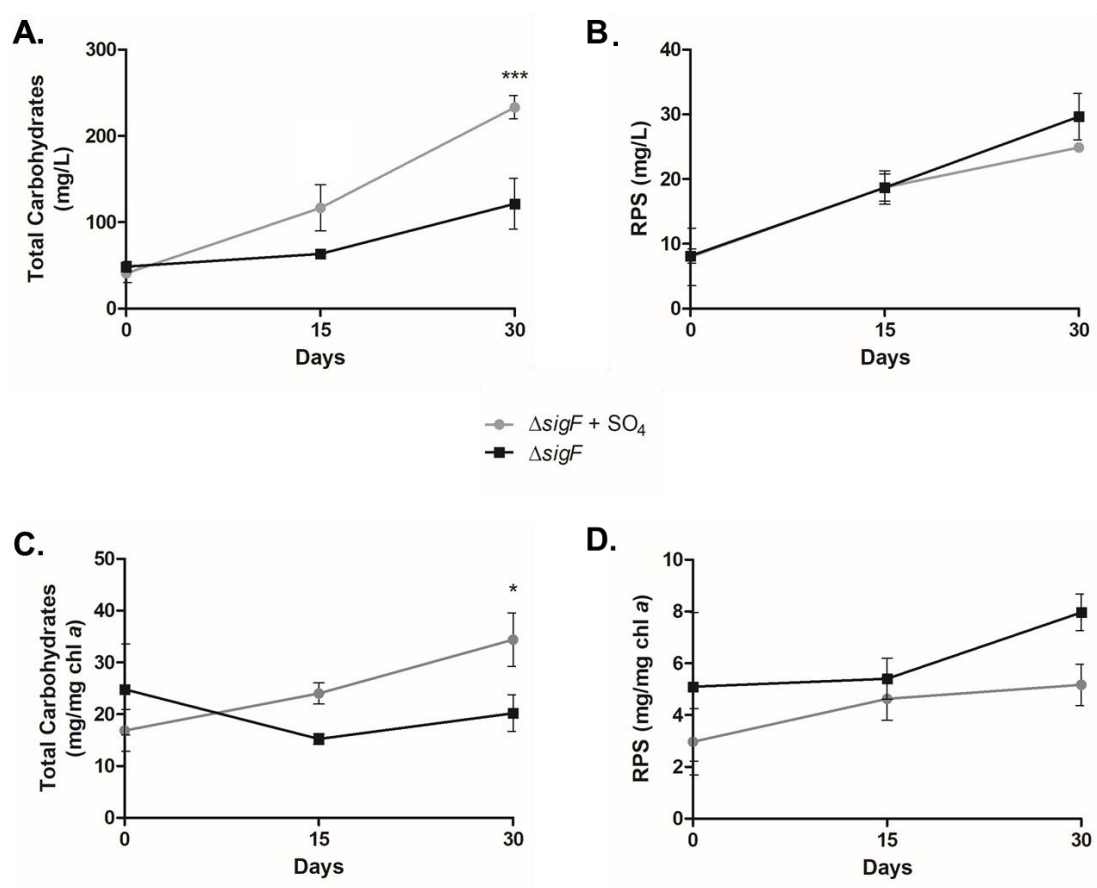 A.
Total Carbohydrates
(mg/L)
300
200
100
0
***
0 15 30
Days
B.
RPS (mg/L)
40
30
20
10
0
0 15 30
Days
ΔsigF + SO₄
ΔsigF
C.
Total Carbohydrates
(mg/mg chl a)
50
40
30
20
10
0
*
0 15 30
Days
D.
RPS (mg/mg chl a)
10
8
6
4
2
0
0 15 30
Days